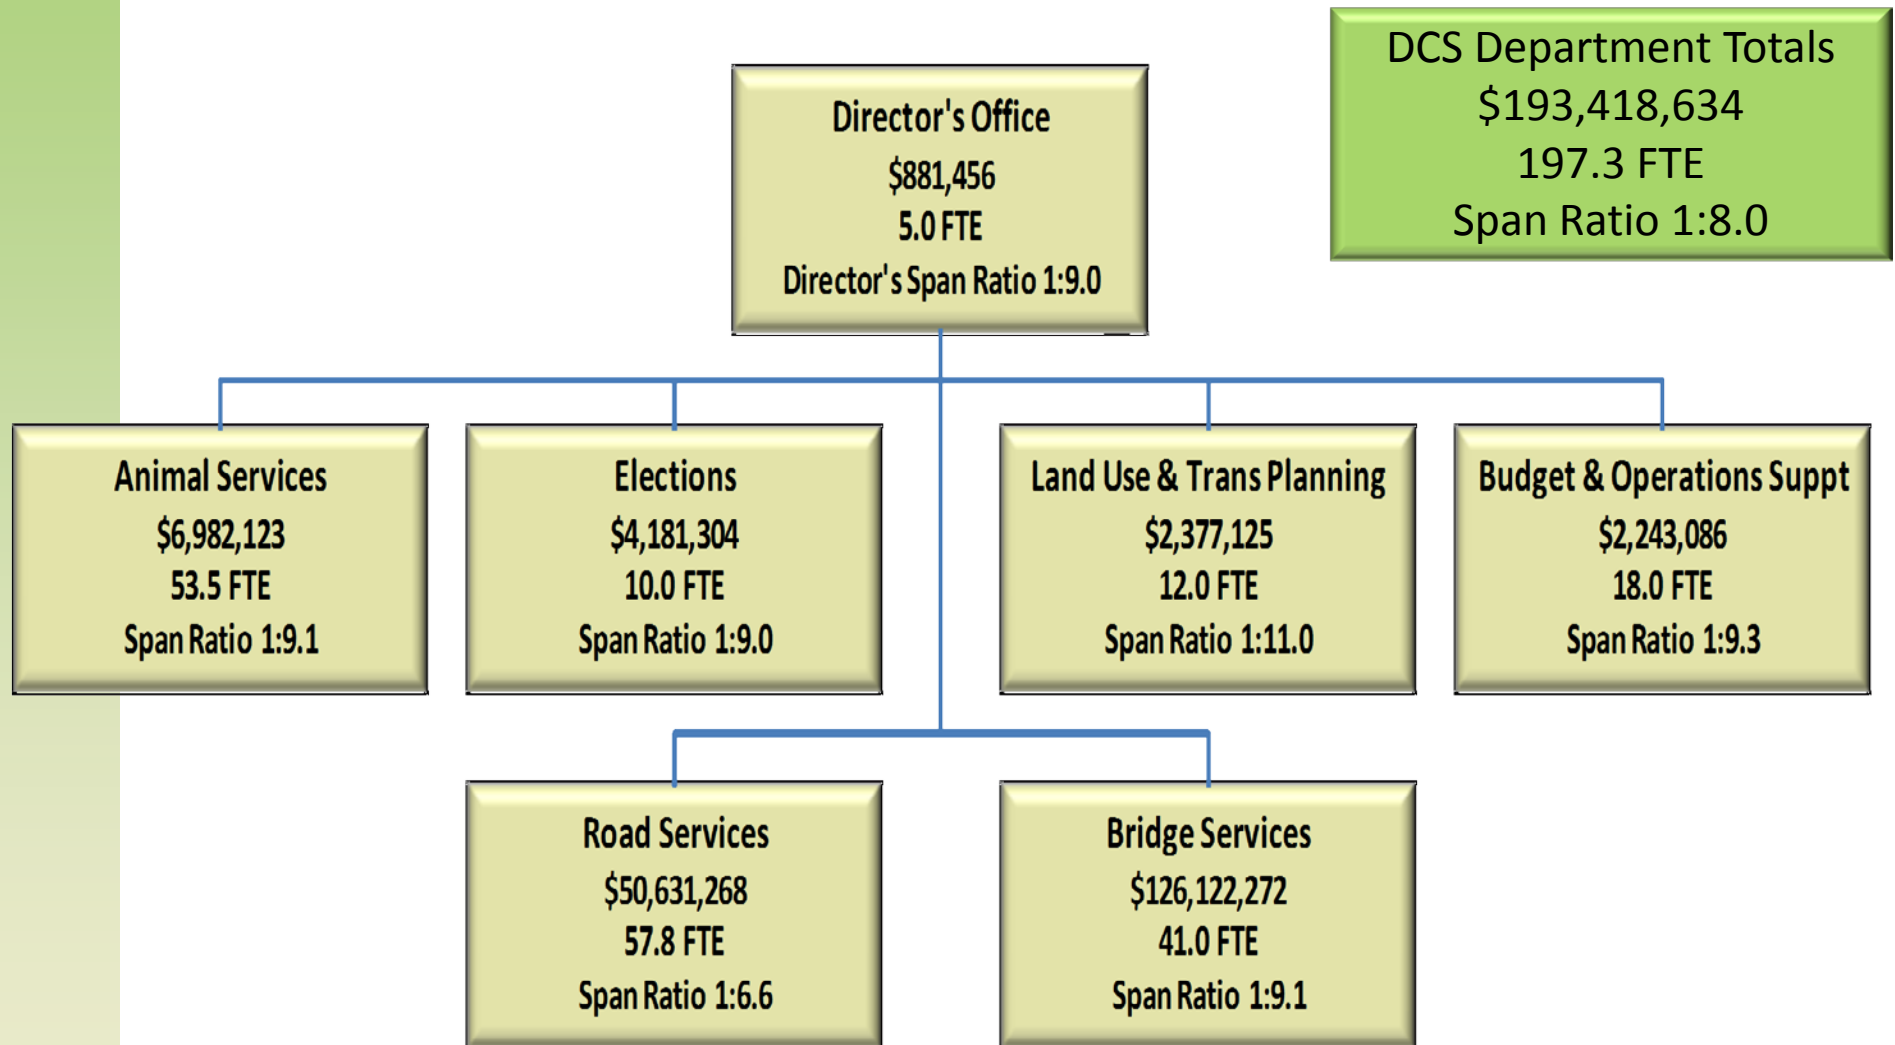 DCS Department Totals
$193,418,634
197.3 FTE
Span Ratio 1:8.0
Director's Office
$881,456
5.0 FTE
Director's Span Ratio 1:9.0
Animal Services
$6,982,123
53.5 FTE
Span Ratio 1:9.1
Elections
$4,181,304
10.0 FTE
Span Ratio 1:9.0
Land Use & Trans Planning
$2,377,125
12.0 FTE
Span Ratio 1:11.0
Budget & Operations Suppt
$2,243,086
18.0 FTE
Span Ratio 1:9.3
Road Services
$50,631,268
57.8 FTE
Span Ratio 1:6.6
Bridge Services
$126,122,272
41.0 FTE
Span Ratio 1:9.1